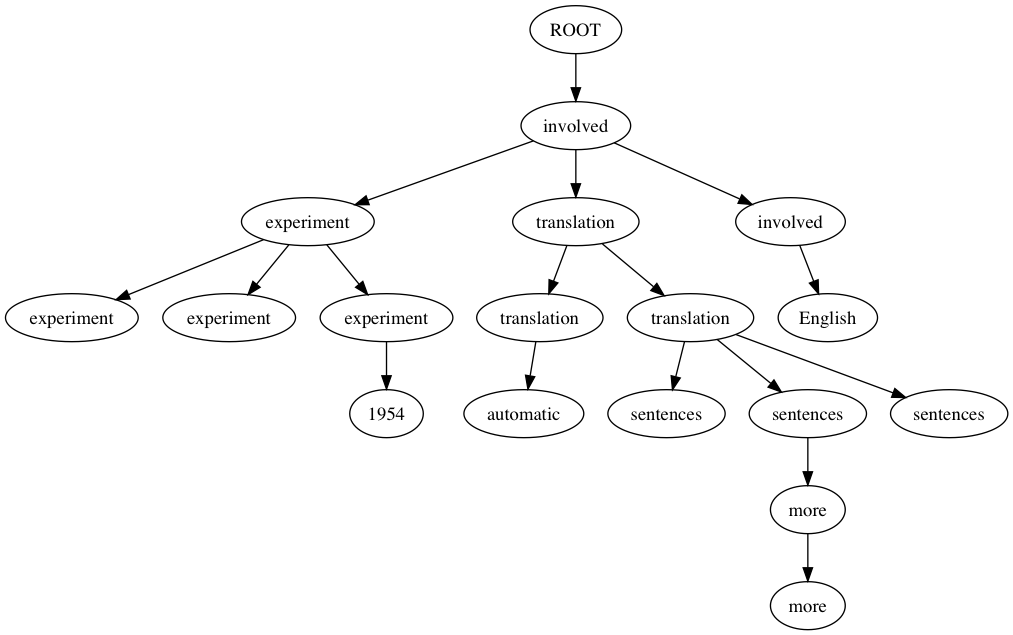 ROOT
involved
experiment translation involved
experiment experiment experiment translation translation English
1954 automatic sentences sentences sentences
more
more